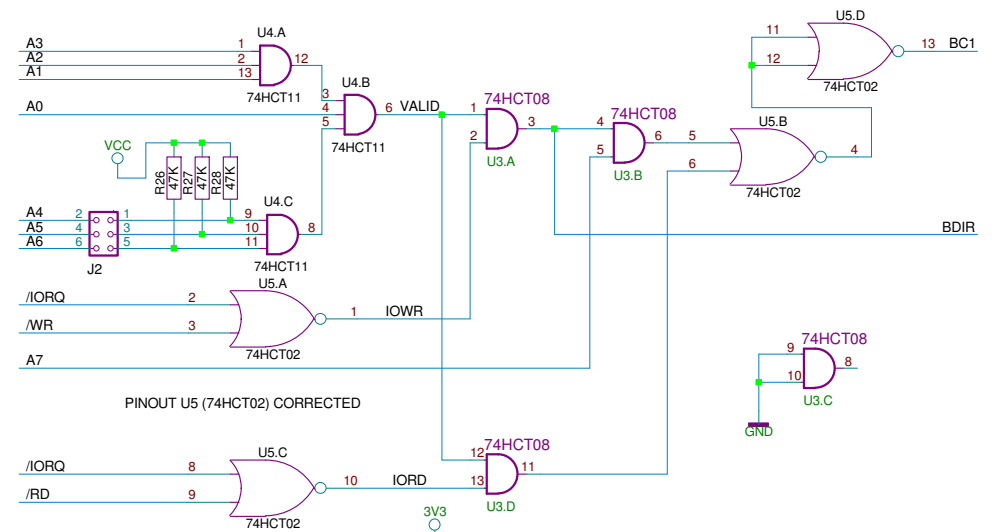 U5.D
11
12
13
BC1
74HCT02
U4.A
A3
A2
A1
1
2
13
12
74HCT11
U4.B
A0
3
4
5
6
VALID
74HCT11
74HCT08
1
2
3
U3.A
74HCT08
4
5
6
U3.B
U5.B
5
6
4
74HCT02
VCC
R26
47K
R27
47K
R28
47K
A4
A5
A6
2
4
6
1
3
5
J2
U4.C
9
10
11
8
74HCT11
BDIR
U5.A
/IORQ
/WR
2
3
1
IOWR
74HCT02
A7
74HCT08
9
10
8
U3.C
GND
PINOUT U5 (74HCT02) CORRECTED
U5.C
/IORQ
/RD
8
9
10
IORD
74HCT02
74HCT08
12
13
11
U3.D
3V3